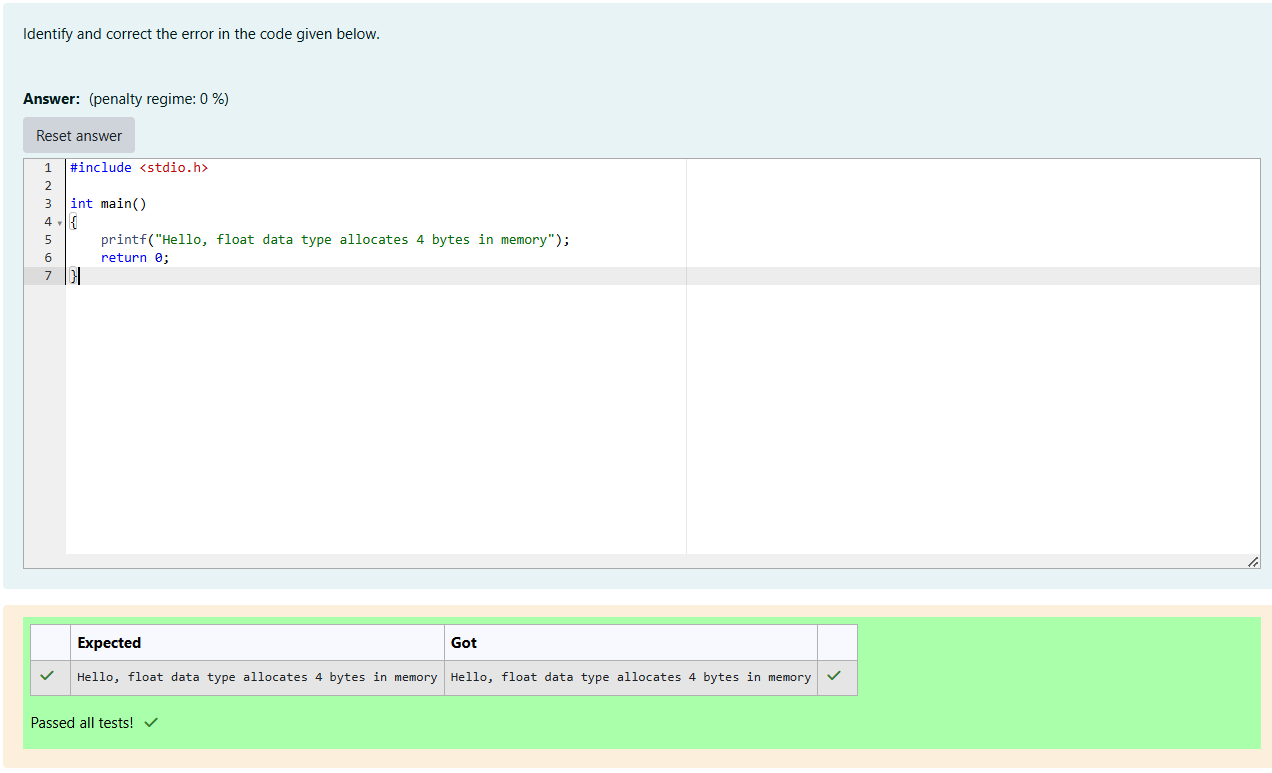 Identify and correct the error in the code given below.
Answer: (penalty regime: 0 %)
Reset answer
1 #include <stdio.h>
2
3 int main()
4 {
5     printf("Hello, float data type allocates 4 bytes in memory");
6     return 0;
7 }
Expected Got
Hello, float data type allocates 4 bytes in memory Hello, float data type allocates 4 bytes in memory
Passed all tests!